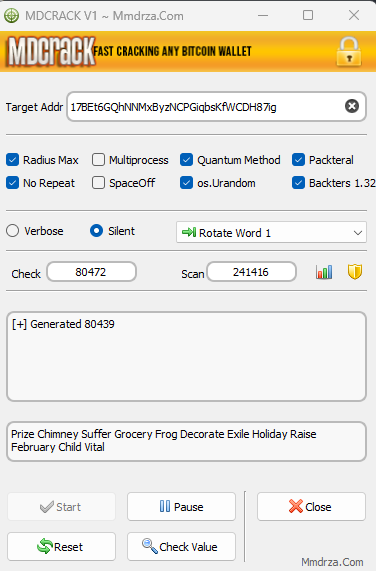 MDCRACK V1 ~ Mmdrza.Com
MDCRACK FAST CRACKING ANY BITCOIN WALLET
Target Addr 17BEt6GQhNNMxByzNCPGiqbsKfWCDH87ig
Radius Max Multiprocess Quantum Method Packteral
No Repeat SpaceOff os.Urandom Backters 1.32
Verbose Silent Rotate Word 1
Check 80472 Scan 241416
[+] Generated 80439
Prize Chimney Suffer Grocery Frog Decorate Exile Holiday Raise
February Child Vital
Start Pause Close
Reset Check Value
Mmdrza.Com